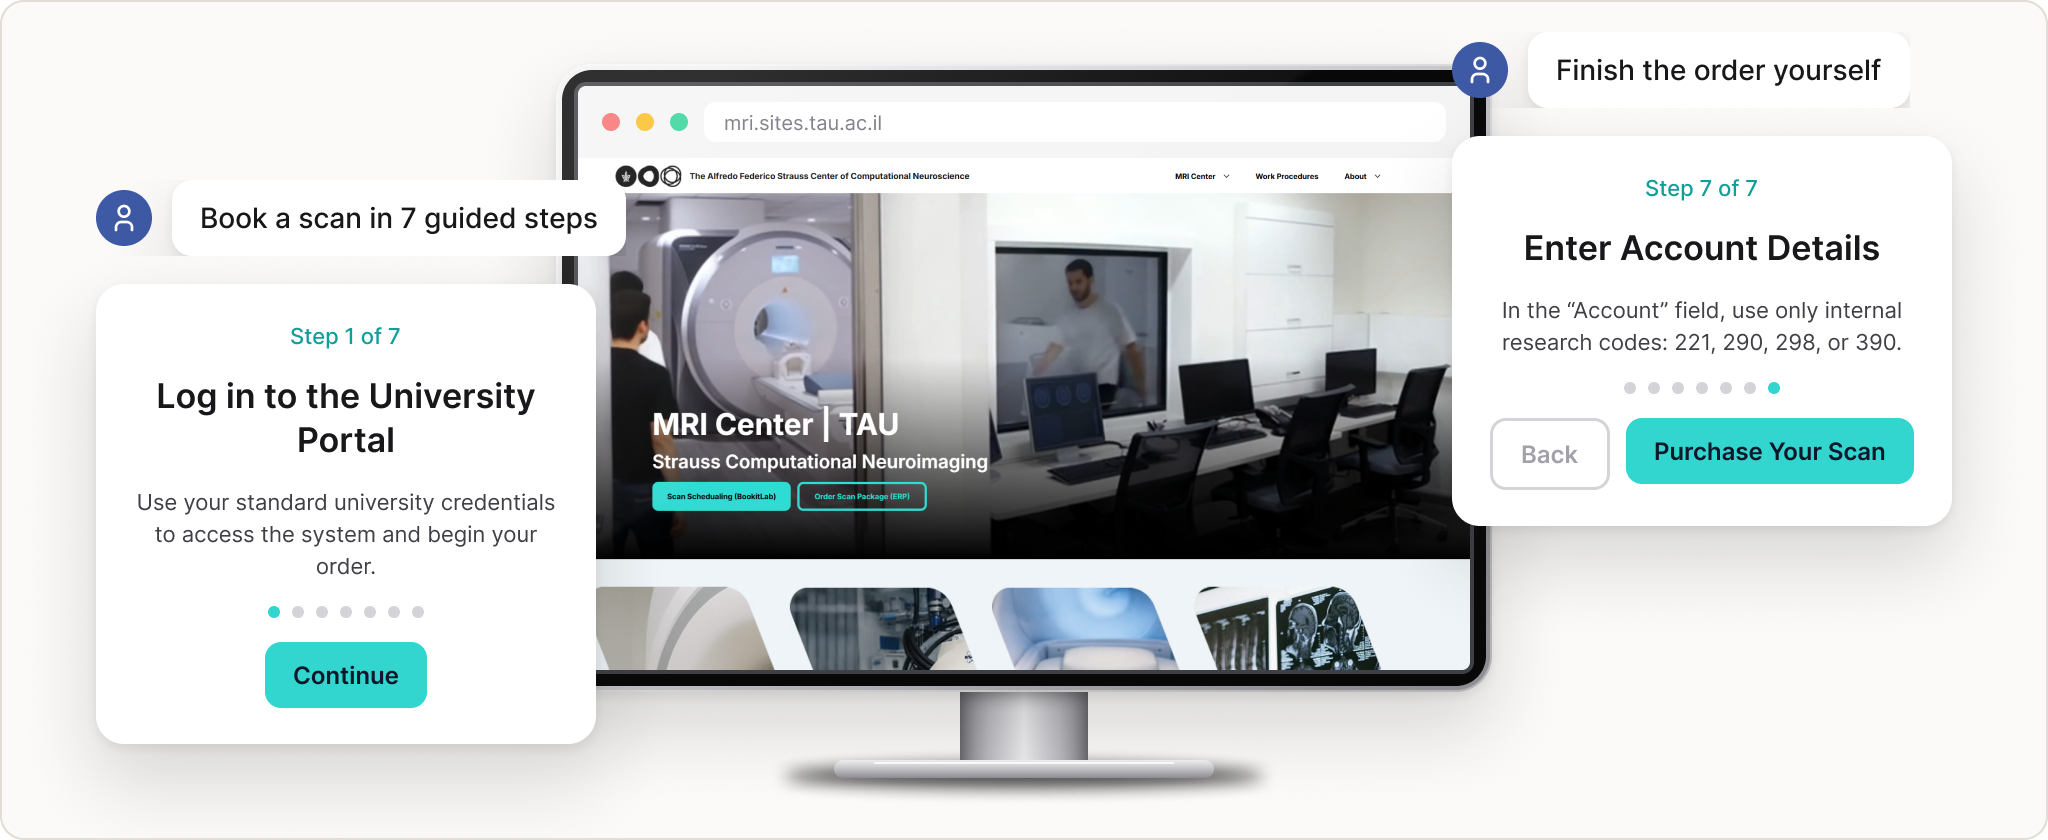 Book a scan in 7 guided steps
Step 1 of 7
Log in to the University
Portal
Use your standard university credentials
to access the system and begin your
order.
Continue
mri.sites.tau.ac.il
The Alfredo Federico Strauss Center of Computational Neuroscience
MRI Center
Work Procedures
About
MRI Center | TAU
Strauss Computational Neuroimaging
Scan Schedualing (BookitLab)
Order Scan Package (ERP)
Finish the order yourself
Step 7 of 7
Enter Account Details
In the “Account” field, use only internal
research codes: 221, 290, 298, or 390.
Back
Purchase Your Scan